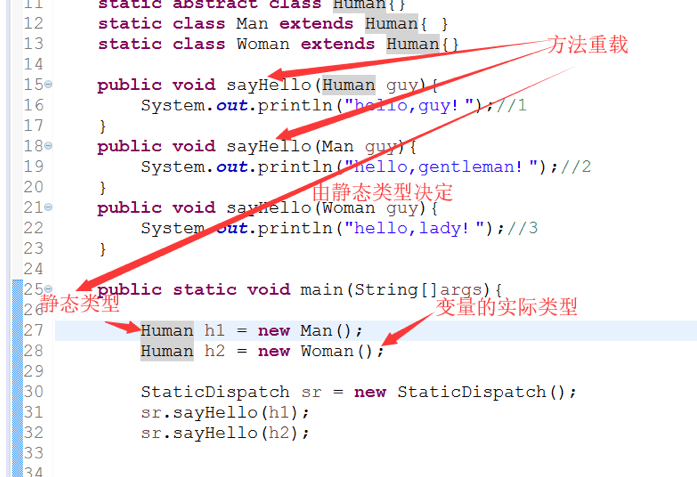 11 static abstract class Human{}
12 static class Man extends Human{ }
13 static class Woman extends Human{}
14
方法重载
15 public void sayHello(Human guy){
16 System.out.println("hello,guy!");//1
17 }
18 public void sayHello(Man guy){
19 System.out.println("hello,gentleman!");//2
20 }
由静态类型决定
21 public void sayHello(Woman guy){
22 System.out.println("hello,lady!");//3
23 }
24
25 public static void main(String[]args){
静态类型
变量的实际类型
26
27 Human h1 = new Man();
28 Human h2 = new Woman();
29
30 StaticDispatch sr = new StaticDispatch();
31 sr.sayHello(h1);
32 sr.sayHello(h2);
33
34